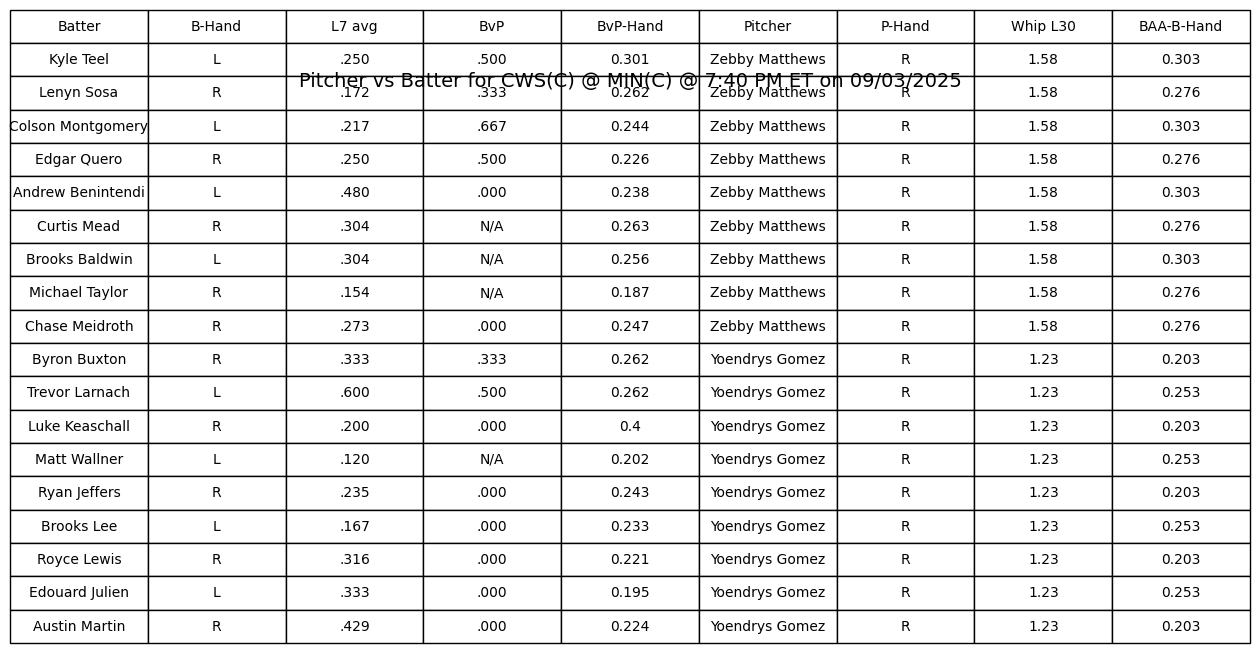 Batter B-Hand L7 avg BvP BvP-Hand Pitcher P-Hand Whip L30 BAA-B-Hand
Kyle Teel L .250 .500 0.301 Zebby Matthews R 1.58 0.303
Pitcher vs Batter for CWS(C) @ MIN(C) @ 7:40 PM ET on 09/03/2025
Lenyn Sosa R .172 .333 0.262 Zebby Matthews R 1.58 0.276
Colson Montgomery L .217 .667 0.244 Zebby Matthews R 1.58 0.303
Edgar Quero R .250 .500 0.226 Zebby Matthews R 1.58 0.276
Andrew Benintendi L .480 .000 0.238 Zebby Matthews R 1.58 0.303
Curtis Mead R .304 N/A 0.263 Zebby Matthews R 1.58 0.276
Brooks Baldwin L .304 N/A 0.256 Zebby Matthews R 1.58 0.303
Michael Taylor R .154 N/A 0.187 Zebby Matthews R 1.58 0.276
Chase Meidroth R .273 .000 0.247 Zebby Matthews R 1.58 0.276
Byron Buxton R .333 .333 0.262 Yoendrys Gomez R 1.23 0.203
Trevor Larnach L .600 .500 0.262 Yoendrys Gomez R 1.23 0.253
Luke Keaschall R .200 .000 0.4 Yoendrys Gomez R 1.23 0.203
Matt Wallner L .120 N/A 0.202 Yoendrys Gomez R 1.23 0.253
Ryan Jeffers R .235 .000 0.243 Yoendrys Gomez R 1.23 0.203
Brooks Lee L .167 .000 0.233 Yoendrys Gomez R 1.23 0.253
Royce Lewis R .316 .000 0.221 Yoendrys Gomez R 1.23 0.203
Edouard Julien L .333 .000 0.195 Yoendrys Gomez R 1.23 0.253
Austin Martin R .429 .000 0.224 Yoendrys Gomez R 1.23 0.203